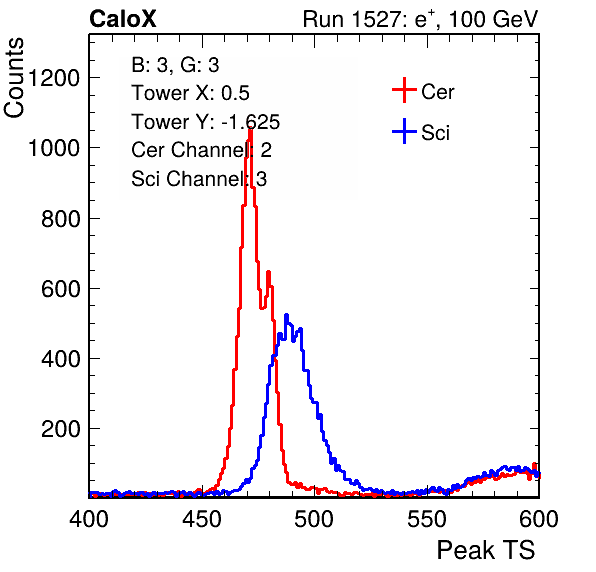 CaloX Run 1527: e+, 100 GeV
Counts
B: 3, G: 3
Tower X: 0.5
Tower Y: -1.625
Cer Channel: 2
Sci Channel: 3
Cer
Sci
1200
1000
800
600
400
200
400 450 500 550 600
Peak TS